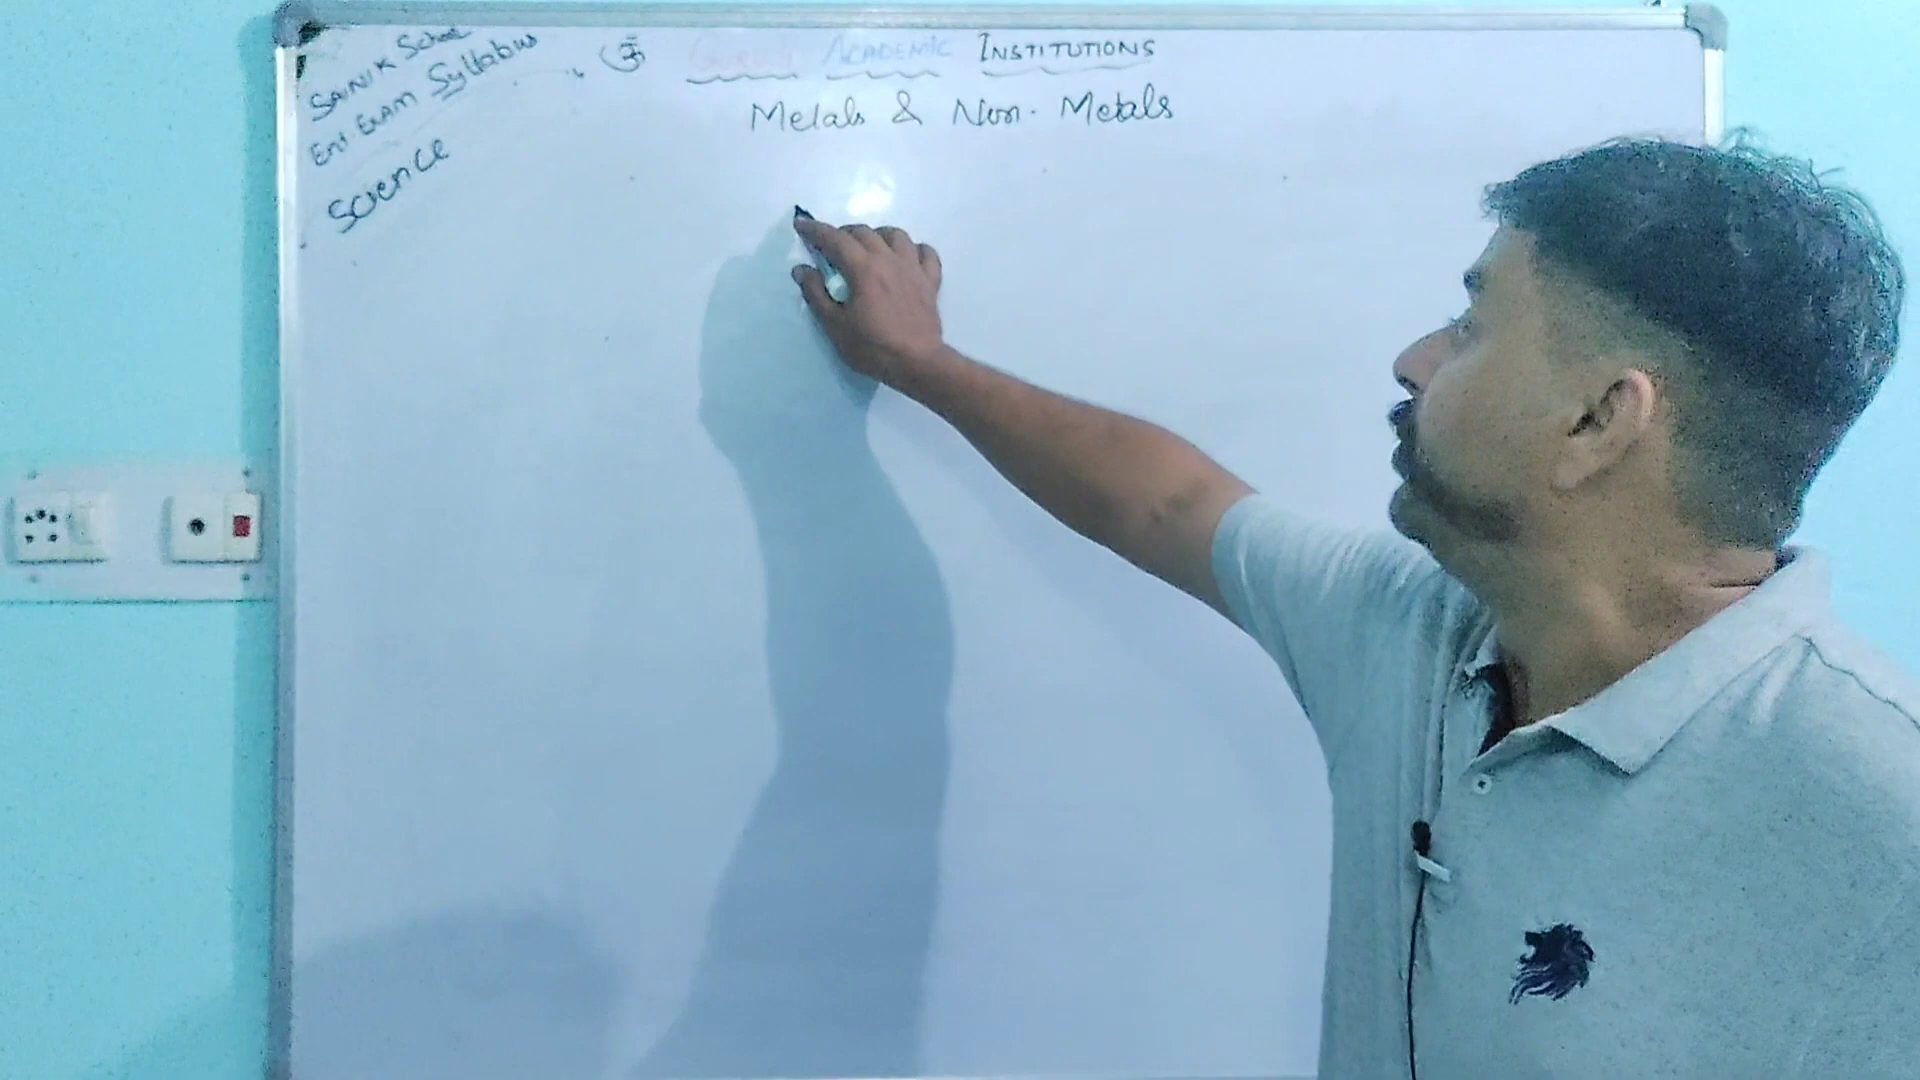 SAINIK School
Ent EXAM Syllabus
Science
ॐ ACADEMIC INSTITUTIONS
Metals & Non-Metals